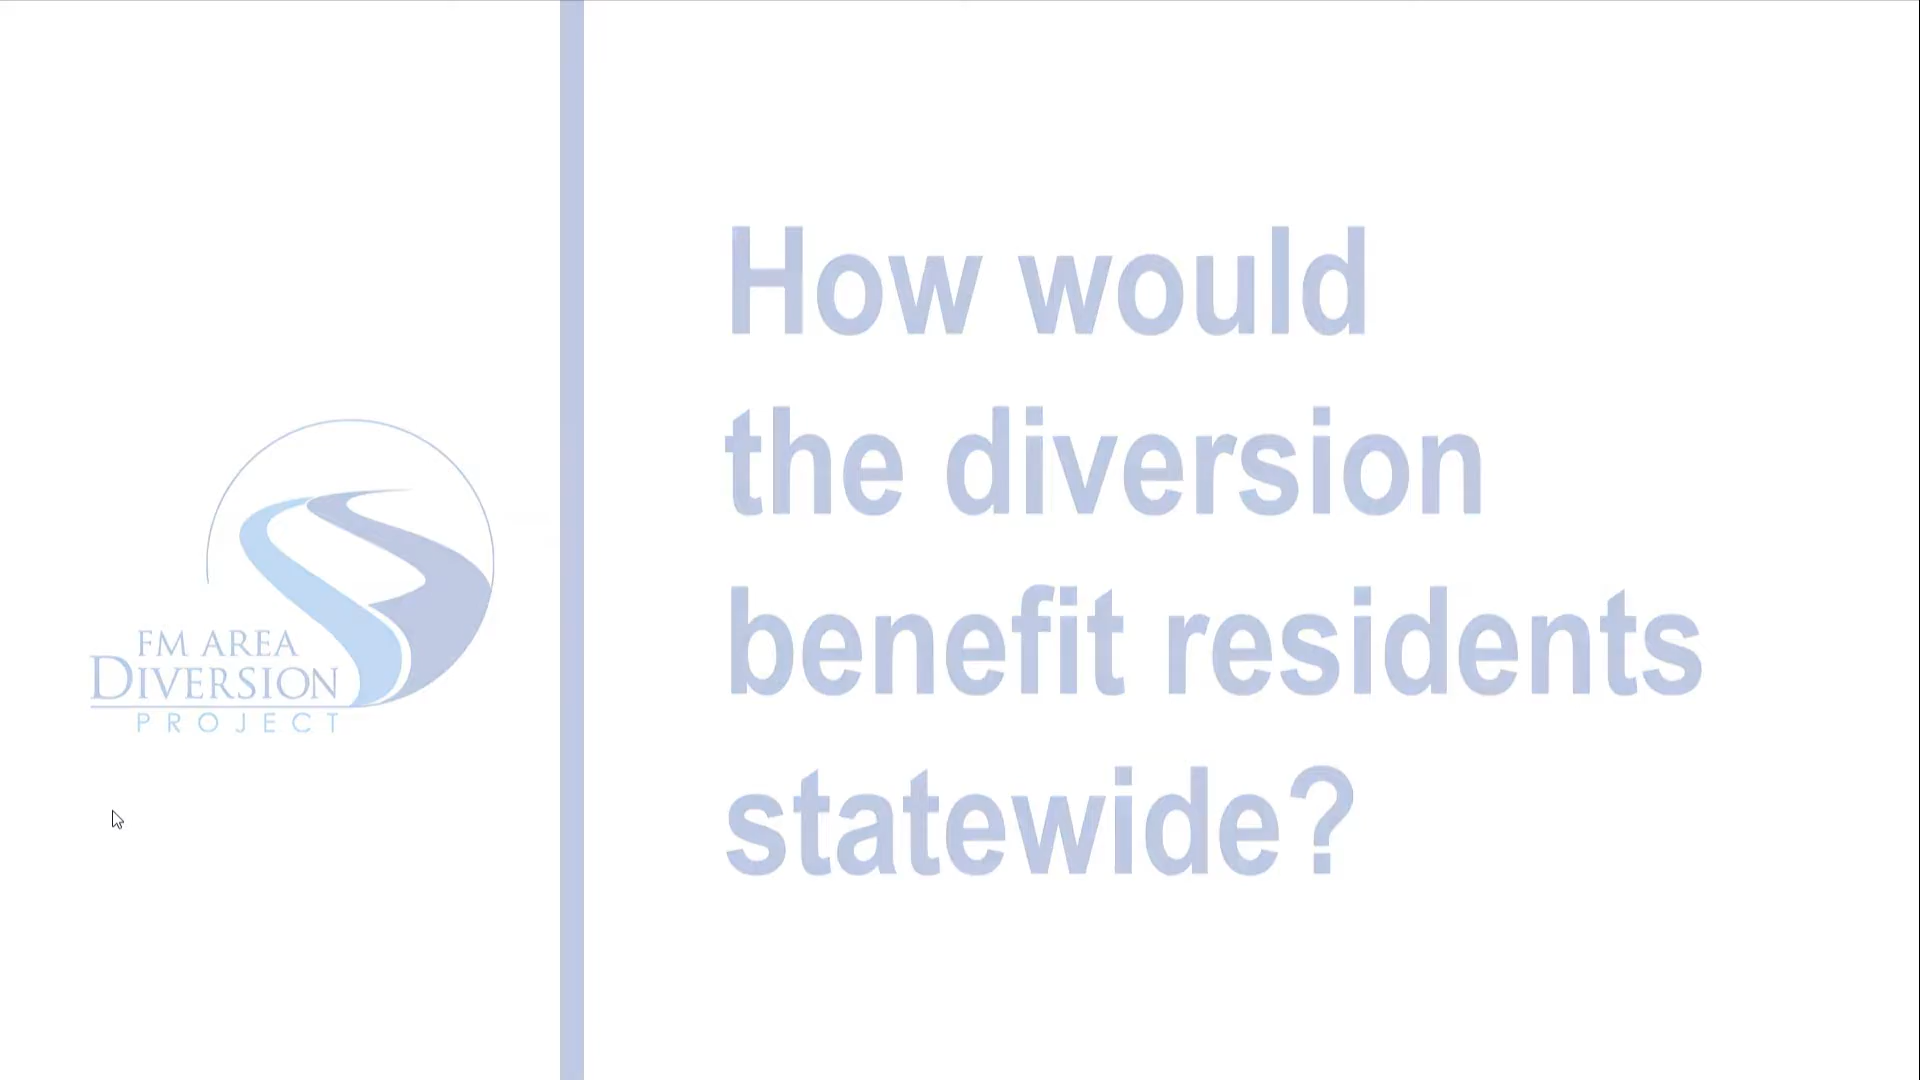 FM AREA
DIVERSION
PROJECT
How would
the diversion
benefit residents
statewide?